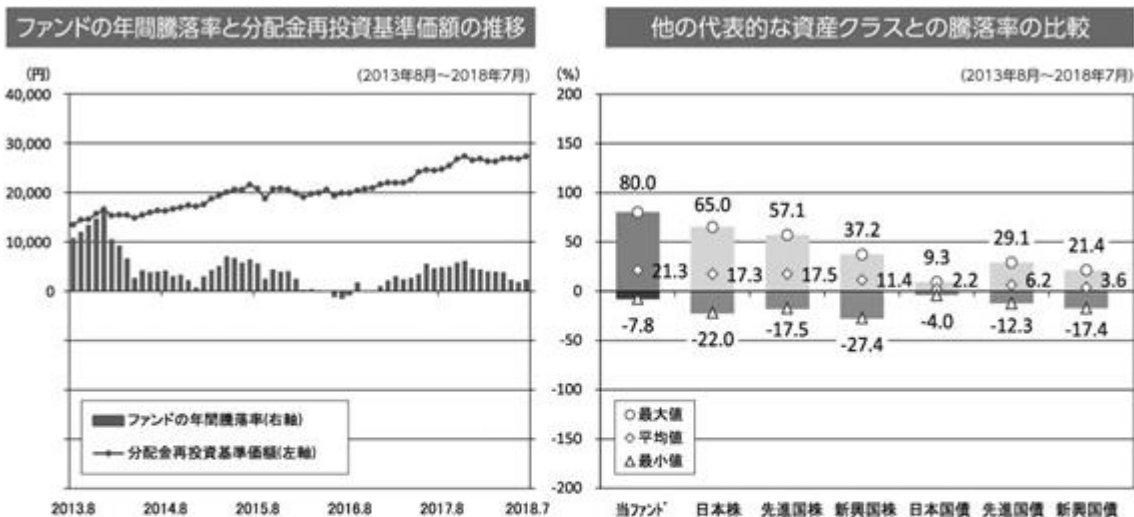 ファンドの年間騰落率と分配金再投資基準価額の推移
(円)
(2013年8月～2018年7月)
40,000
30,000
20,000
10,000
0
ファンドの年間騰落率(右軸)
分配金再投資基準価額(左軸)
2013.8 2014.8 2015.8 2016.8 2017.8 2018.7
他の代表的な資産クラスとの騰落率の比較
(%)
(2013年8月～2018年7月)
200
150
100
50
0
-50
-100
-150
-200
80.0 65.0 57.1 37.2 9.3 29.1 21.4
21.3 17.3 17.5 11.4 2.2 6.2 3.6
-7.8 -22.0 -17.5 -27.4 -4.0 -12.3 -17.4
最大値
平均値
最小値
当ファンド 日本株 先進国株 新興国株 日本国債 先進国債 新興国債